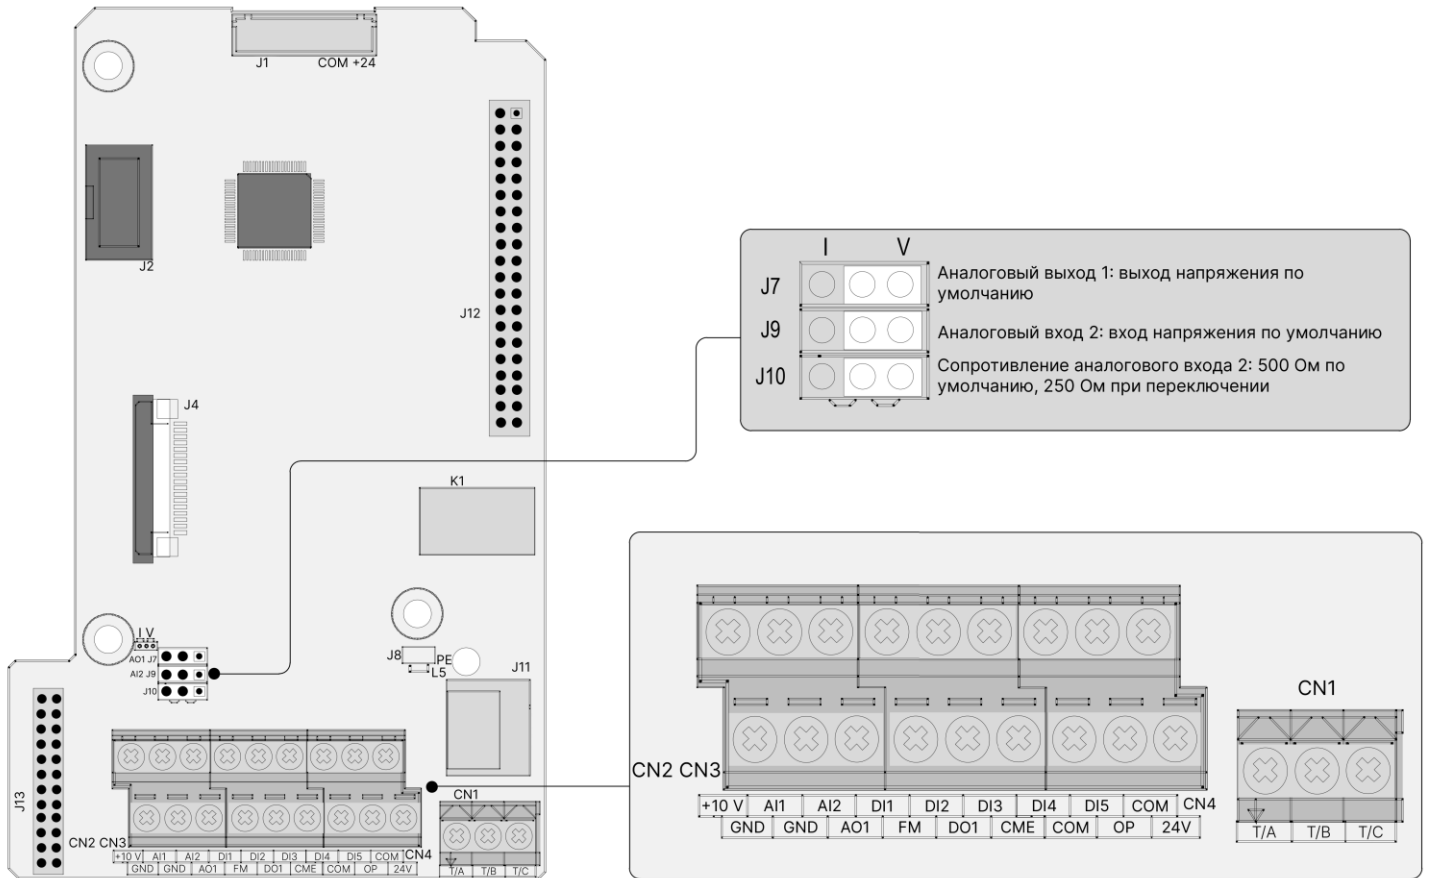 J1
COM +24
J2
J12
J4
K1
I V
AO1 J7
AI2 J9
J10
J8
PE
L5
J11
J13
CN1
CN2 CN3
CN4
+10 V AI1 AI2 DI1 DI2 DI3 DI4 DI5 COM
GND GND AO1 FM DO1 CME COM OP 24V
T/A T/B T/C
I V
J7
Аналоговый выход 1: выход напряжения по
умолчанию
J9
Аналоговый вход 2: вход напряжения по умолчанию
J10
Сопротивление аналогового входа 2: 500 Ом по
умолчанию, 250 Ом при переключении
CN1
CN2 CN3
+10 V AI1 AI2 DI1 DI2 DI3 DI4 DI5 COM CN4
GND GND AO1 FM DO1 CME COM OP 24V
T/A T/B T/C